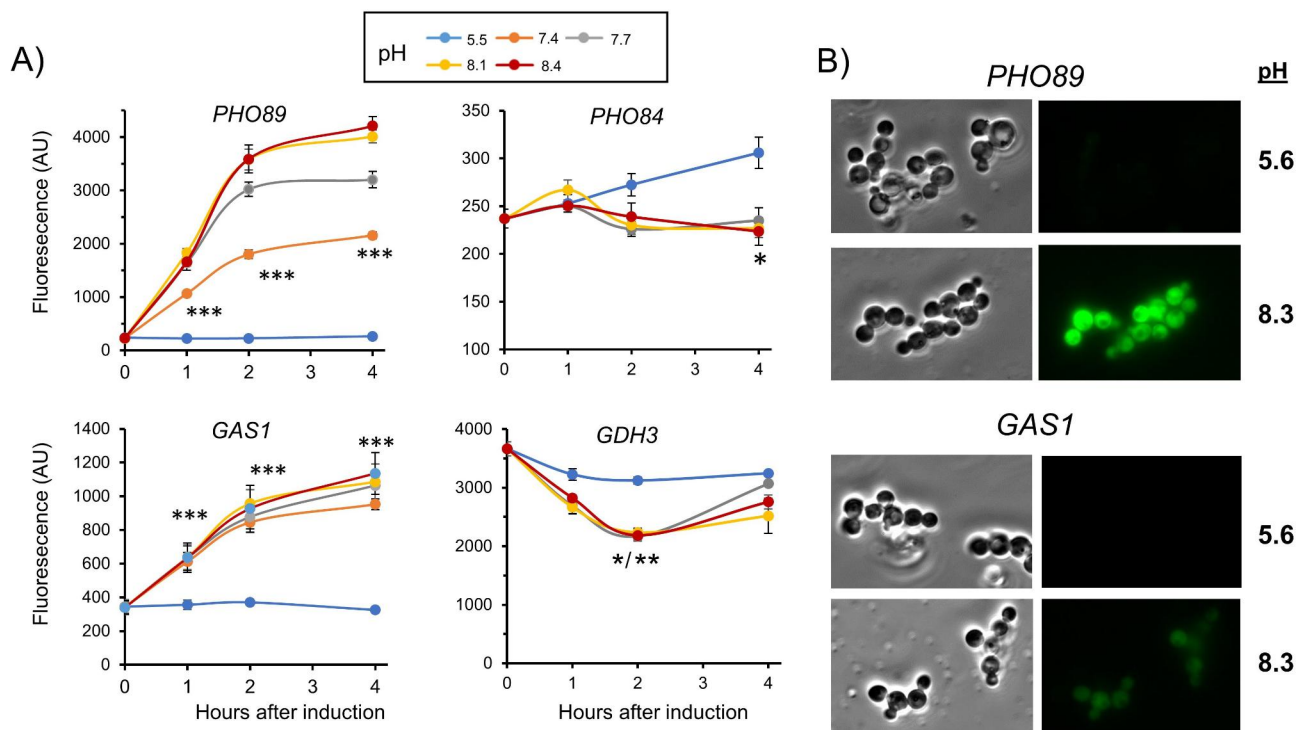 A)
pH
5.5 7.4 7.7
8.1 8.4
B)
PHO89
Fluorescence (AU)
4000
3000
2000
1000
0
0 1 2 3 4
***
***
***
PHO84
350
300
250
200
150
100
0 1 2 3 4
*
GAS1
Fluorescence (AU)
1400
1200
1000
800
600
400
200
0
0 1 2 3 4
Hours after induction
***
***
***
GDH3
4000
3000
2000
1000
0
0 1 2 3 4
Hours after induction
*/**
PHO89
pH
5.6
8.3
GAS1
5.6
8.3